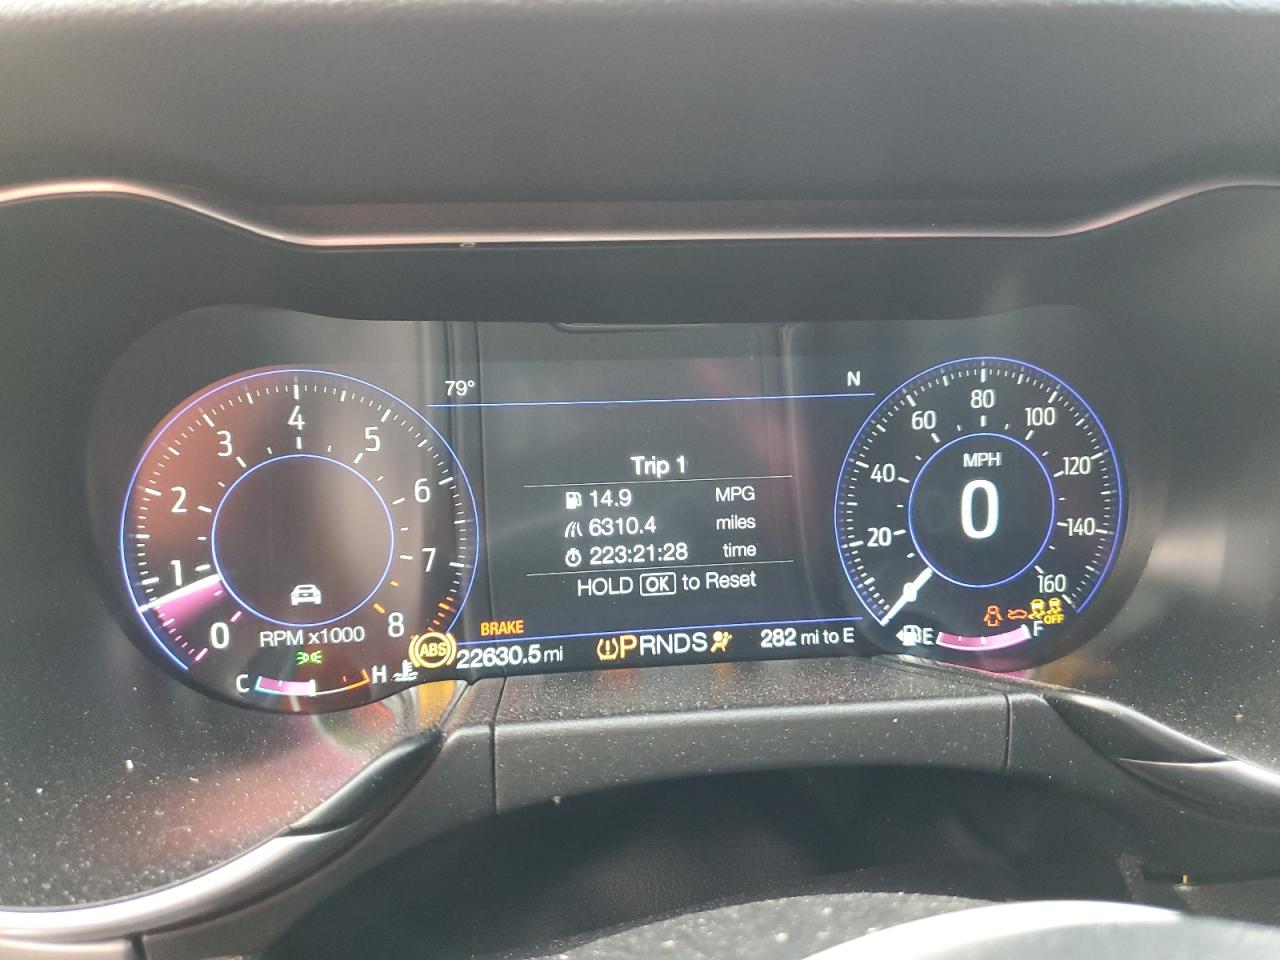 79°
N
0
1
2
3
4
5
6
7
8
RPM x1000
C
H
Trip 1
14.9 MPG
6310.4 miles
223:21:28 time
HOLD OK to Reset
BRAKE
ABS
22630.5 mi
PRNDS
282 mi to E
20
40
60
80
100
120
140
160
MPH
0
E
F
OFF